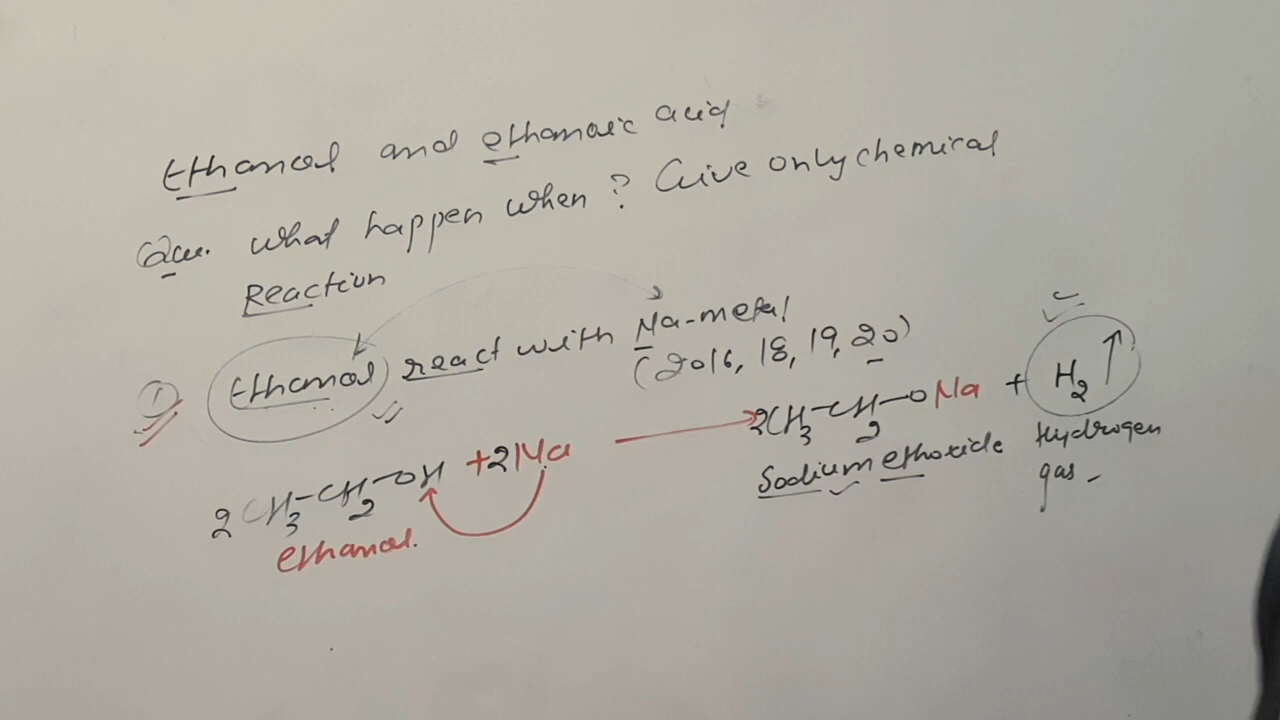 Ethanol and ethanoic acid
Que. What happen when? Give only chemical
Reaction
① Ethanol react with Na-metal
(2016, 18, 19, 20)
2CH3-CH2-OH +2Na → 2CH3-CH2-ONa + H2 ↑
ethanol. Sodium ethoxide Hydrogen
gas-